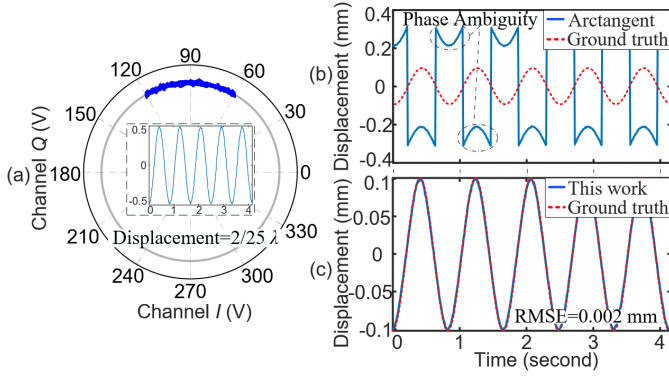 (a)
Channel Q (V)
90
120
60
150
30
180
0
210
330
240
300
270
Channel I (V)
0.5
0
-0.5
0 1 2 3 4
Displacement=2/25 λ
(b)
Displacement (mm)
0.4
0.2
0
-0.2
-0.4
Phase Ambiguity
Arctangent
Ground truth
(c)
Displacement (mm)
0.1
0.05
0
-0.05
-0.1
This work
Ground truth
RMSE=0.002 mm
0 1 2 3 4
Time (second)